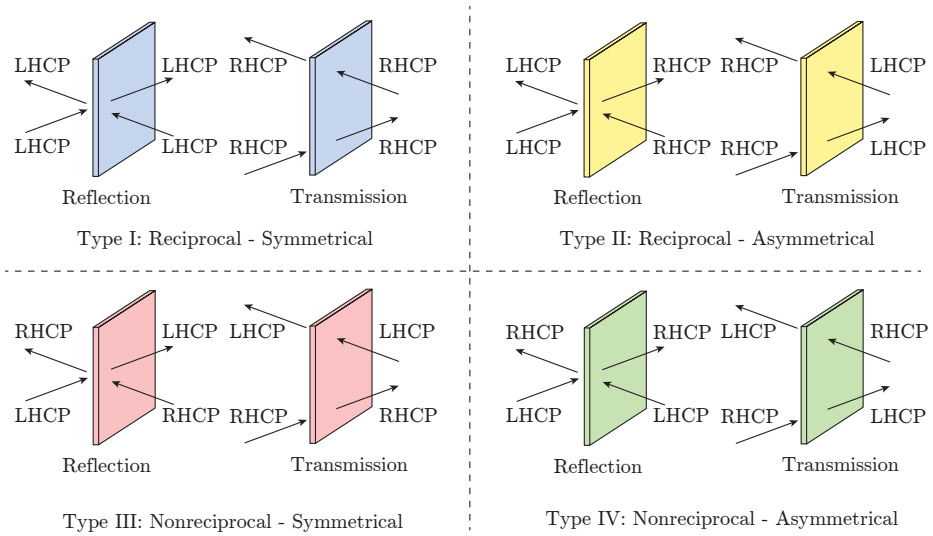 LHCP LHCP RHCP RHCP
LHCP LHCP RHCP RHCP
Reflection Transmission
Type I: Reciprocal - Symmetrical
LHCP RHCP RHCP LHCP
LHCP RHCP RHCP LHCP
Reflection Transmission
Type II: Reciprocal - Asymmetrical
RHCP LHCP LHCP LHCP
LHCP RHCP RHCP RHCP
Reflection Transmission
Type III: Nonreciprocal - Symmetrical
RHCP RHCP LHCP RHCP
LHCP LHCP RHCP LHCP
Reflection Transmission
Type IV: Nonreciprocal - Asymmetrical